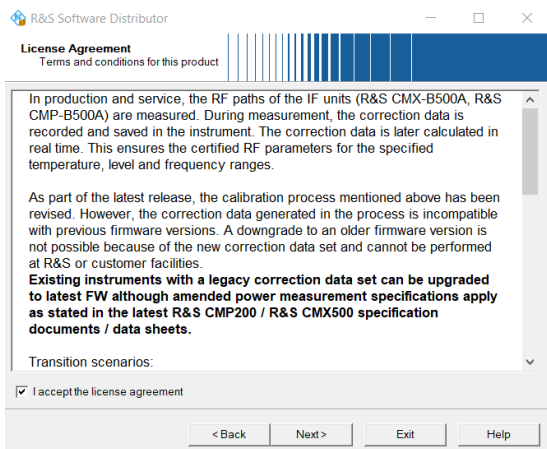 R&S Software Distributor
License Agreement
Terms and conditions for this product
In production and service, the RF paths of the IF units (R&S CMX-B500A, R&S
CMP-B500A) are measured. During measurement, the correction data is
recorded and saved in the instrument. The correction data is later calculated in
real time. This ensures the certified RF parameters for the specified
temperature, level and frequency ranges.
As part of the latest release, the calibration process mentioned above has been
revised. However, the correction data generated in the process is incompatible
with previous firmware versions. A downgrade to an older firmware version is
not possible because of the new correction data set and cannot be performed
at R&S or customer facilities.
Existing instruments with a legacy correction data set can be upgraded
to latest FW although amended power measurement specifications apply
as stated in the latest R&S CMP200 / R&S CMX500 specification
documents / data sheets.
Transition scenarios:
I accept the license agreement
< Back Next > Exit Help